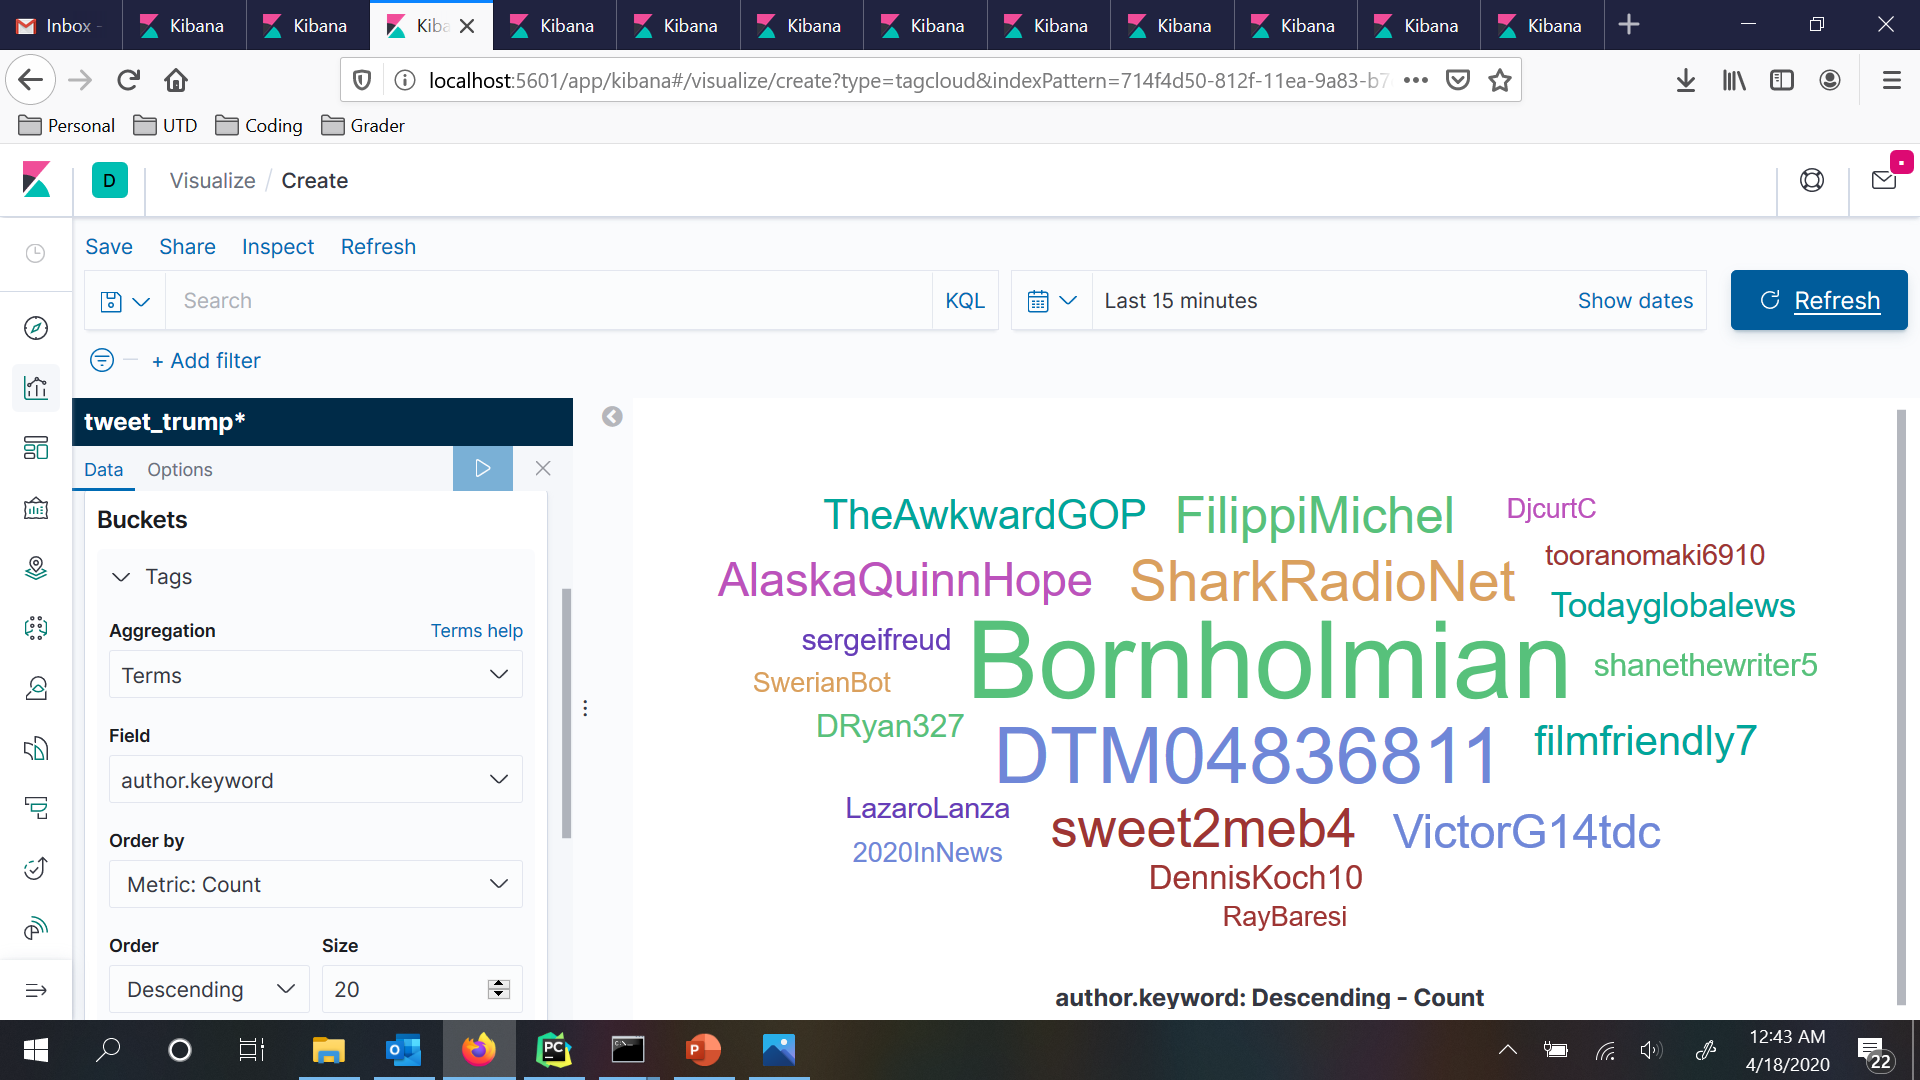 Inbox -
Kibana
Kibana
Kiba
Kibana
Kibana
Kibana
Kibana
Kibana
Kibana
Kibana
Kibana
Kibana
localhost:5601/app/kibana#/visualize/create?type=tagcloud&indexPattern=714f4d50-812f-11ea-9a83-b7
Personal UTD Coding Grader
D Visualize / Create
Save Share Inspect Refresh
Search KQL Last 15 minutes Show dates Refresh
+ Add filter
tweet_trump*
Data Options
Buckets
Tags
Aggregation Terms help
Terms
Field
author.keyword
Order by
Metric: Count
Order Size
Descending 20
TheAwkwardGOP FilippiMichel DjcurtC
tooranomaki6910
AlaskaQuinnHope SharkRadioNet
Todayglobalews
sergeifreud Bornholmian shanethewriter5
SwerianBot
DRyan327 DTM04836811 filmfriendly7
LazaroLanza sweet2meb4 VictorG14tdc
2020InNews
DennisKoch10
RayBaresi
author.keyword: Descending - Count
PC
P
12:43 AM
4/18/2020
22